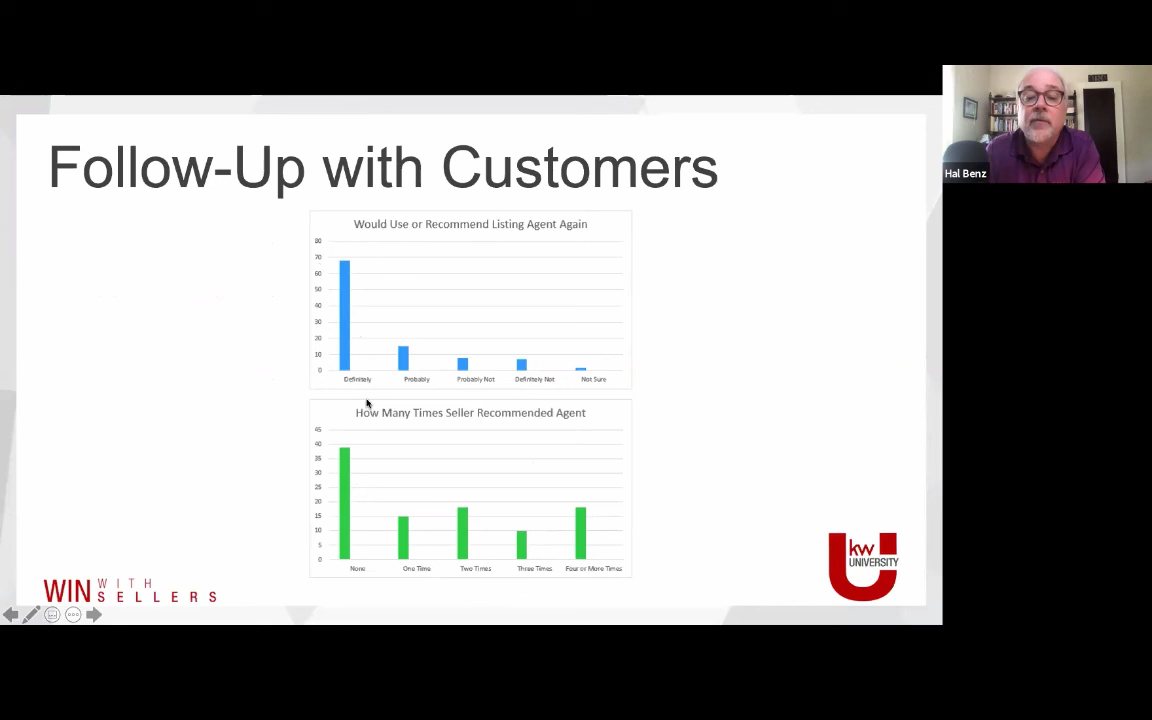 Follow-Up with Customers
Would Use or Recommend Listing Agent Again
80
70
60
50
40
30
20
10
0
Definitely Probably Probably Not Definitely Not Not Sure
How Many Times Seller Recommended Agent
45
40
35
30
25
20
15
10
5
0
None One Time Two Times Three Times Four or More Times
WIN WITH SELLERS
kw
UNIVERSITY
Hal Benz